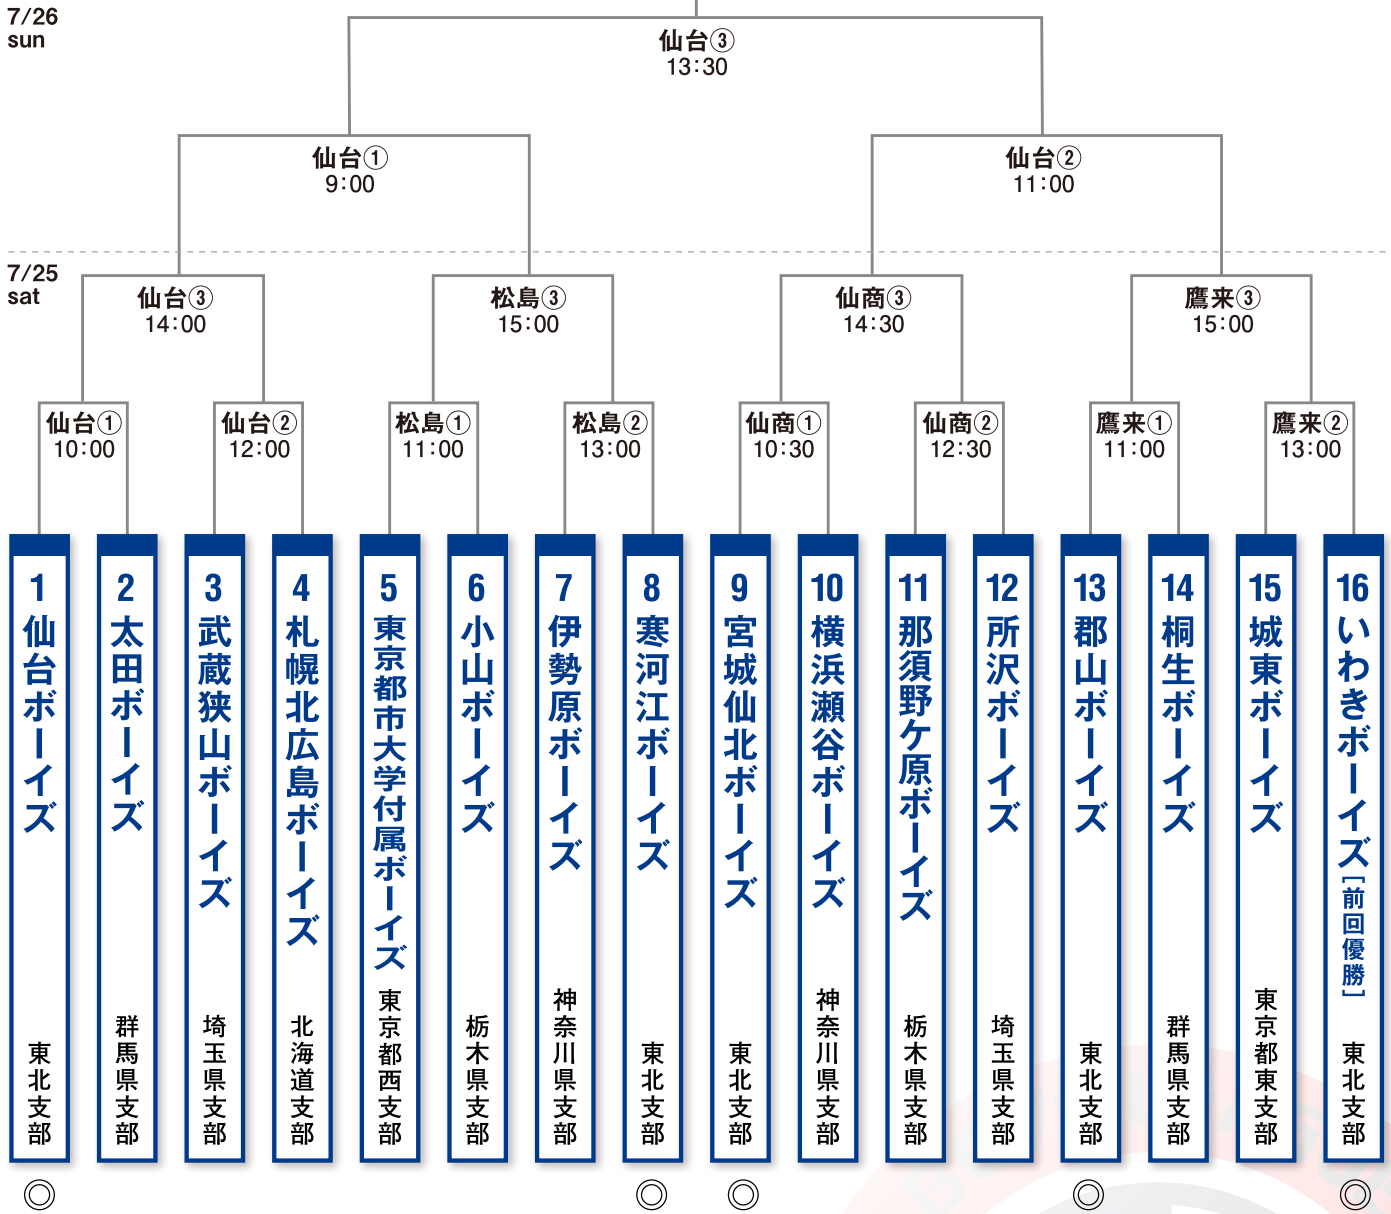 7/26
sun
仙台③
13:30
仙台①
9:00
仙台②
11:00
7/25
sat
仙台③
14:00
松島③
15:00
仙商③
14:30
鷹来③
15:00
仙台①
10:00
仙台②
12:00
松島①
11:00
松島②
13:00
仙商①
10:30
仙商②
12:30
鷹来①
11:00
鷹来②
13:00
1 仙台ボーイズ 東北支部
2 太田ボーイズ 群馬県支部
3 武蔵狭山ボーイズ 埼玉県支部
4 札幌北広島ボーイズ 北海道支部
5 東京都市大学付属ボーイズ 東京都西支部
6 小山ボーイズ 栃木県支部
7 伊勢原ボーイズ 神奈川県支部
8 寒河江ボーイズ 東北支部
9 宮城仙北ボーイズ 東北支部
10 横浜瀬谷ボーイズ 神奈川県支部
11 那須野ケ原ボーイズ 栃木県支部
12 所沢ボーイズ 埼玉県支部
13 郡山ボーイズ 東北支部
14 桐生ボーイズ 群馬県支部
15 城東ボーイズ 東京都東支部
16 いわきボーイズ［前回優勝］ 東北支部
◎ ◎ ◎ ◎ ◎